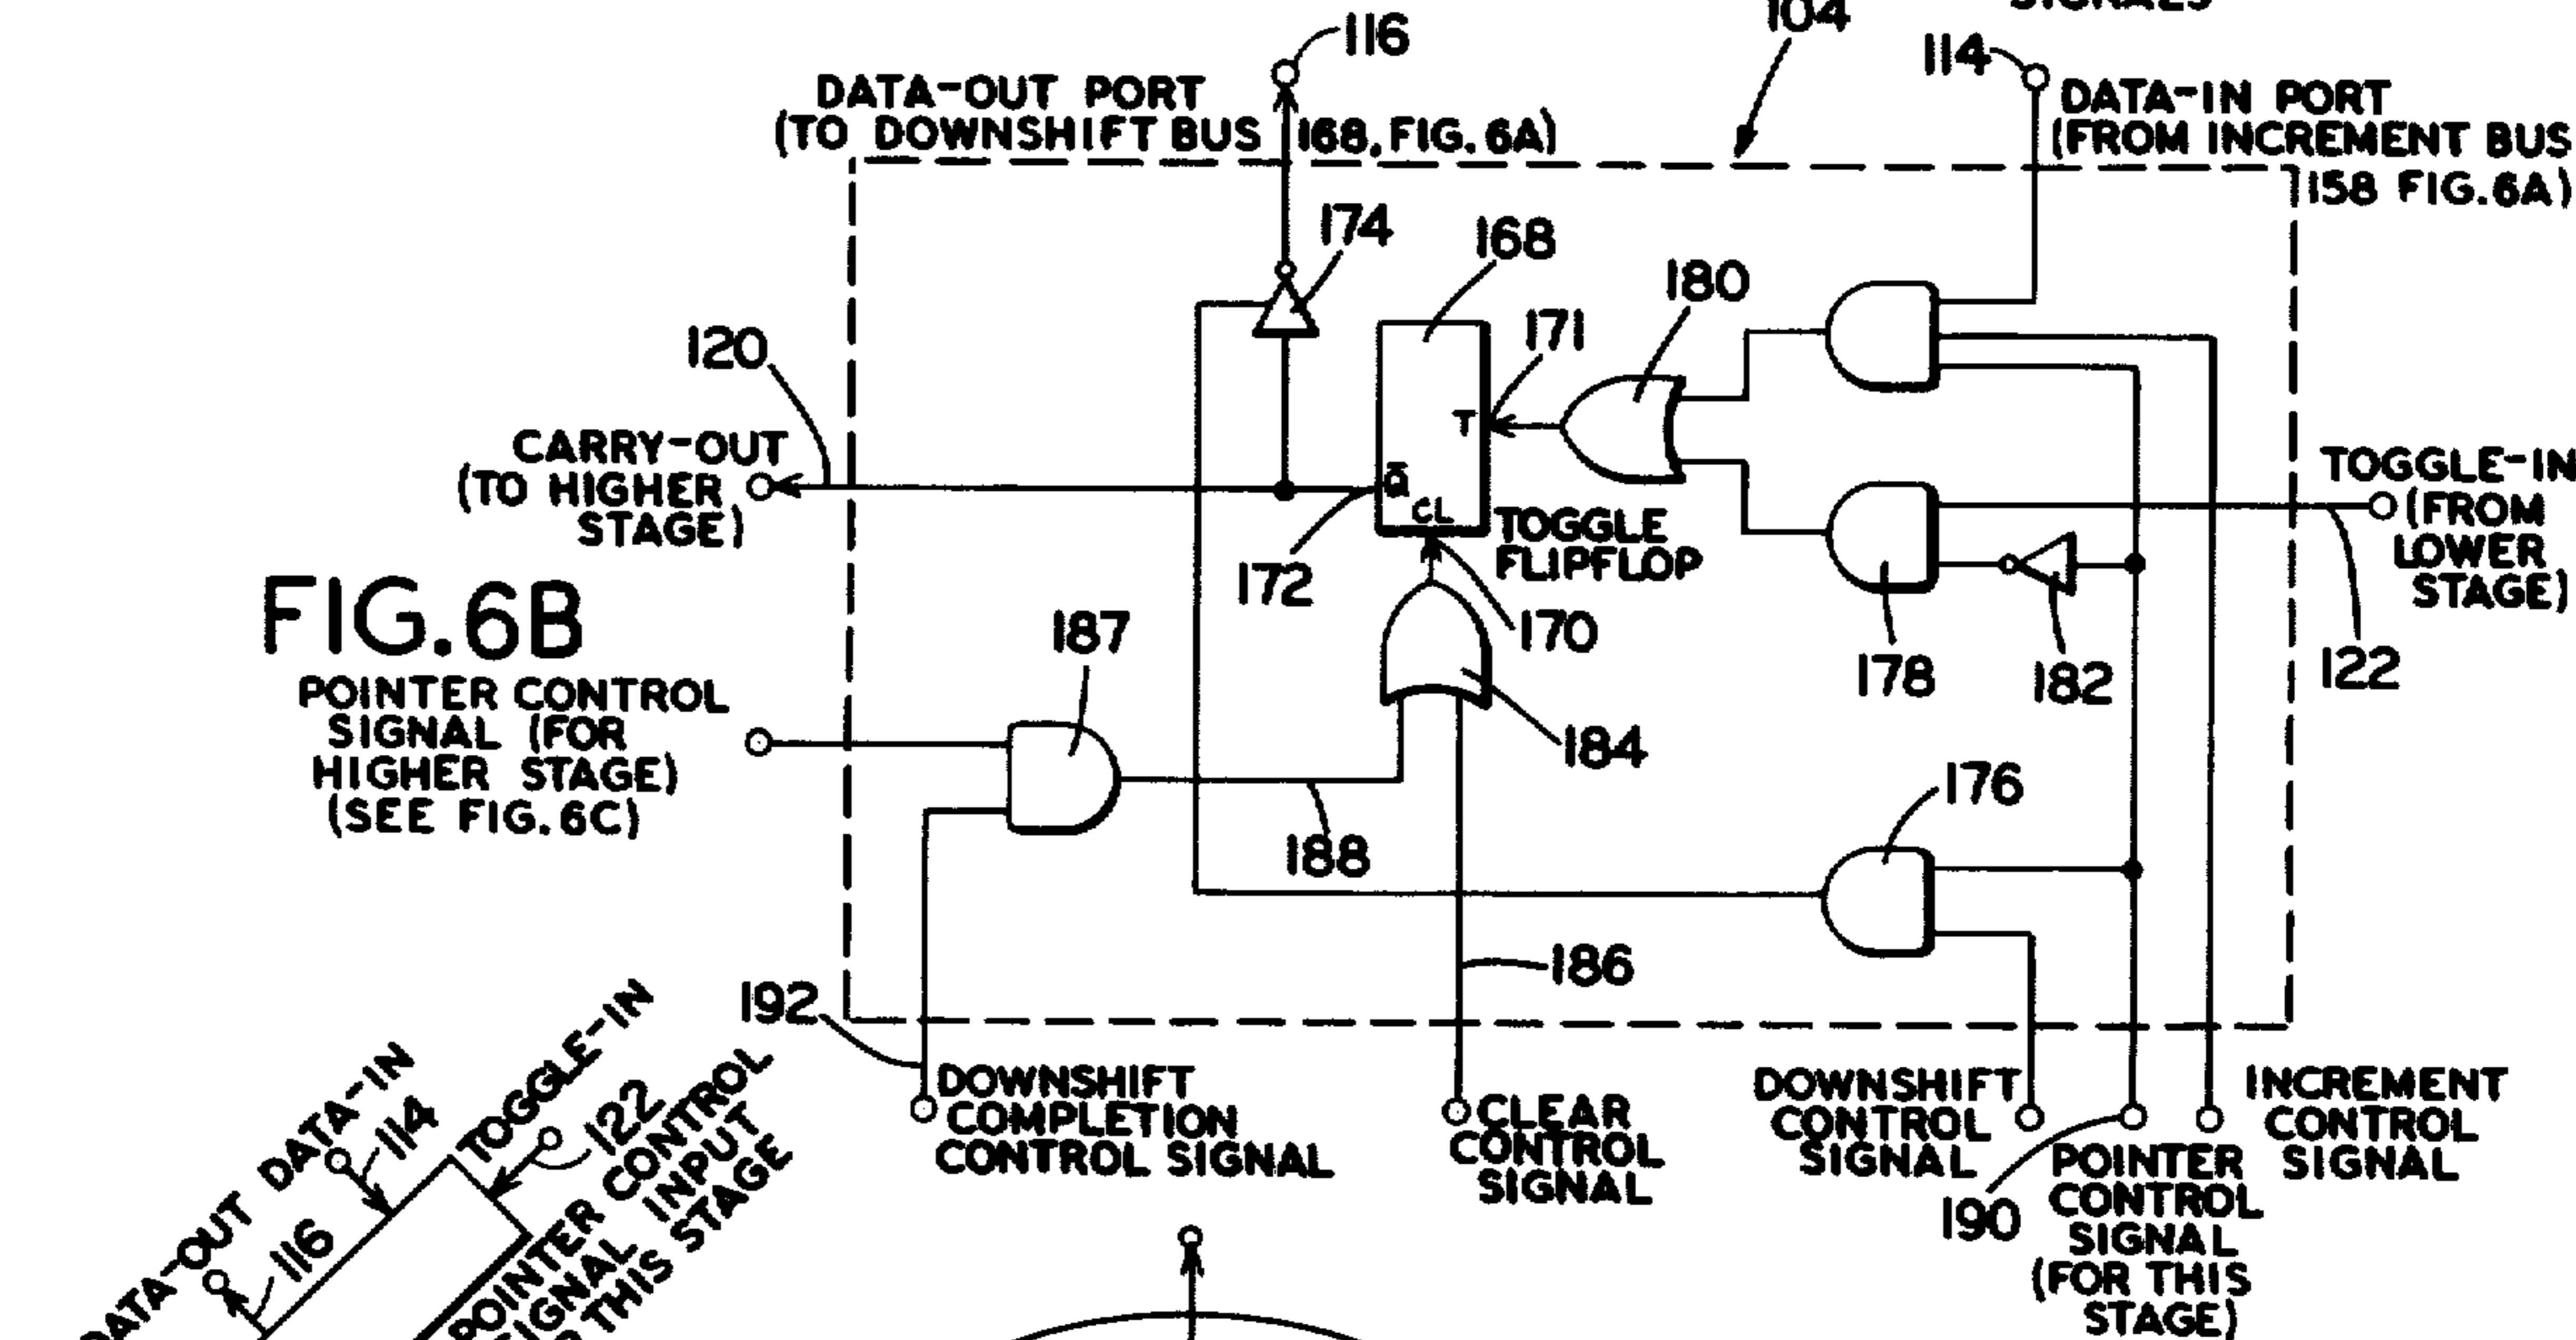 SIGNALS
104
116
114
DATA-OUT PORT
(TO DOWNSHIFT BUS 168, FIG. 6A)
DATA-IN PORT
(FROM INCREMENT BUS
158 FIG. 6A)
174
168
180
171
120
CARRY-OUT
(TO HIGHER
STAGE)
T
Q̄
CL
TOGGLE
FLIPFLOP
TOGGLE-IN
(FROM
LOWER
STAGE)
172
170
178
182
122
FIG. 6B
187
POINTER CONTROL
SIGNAL (FOR
HIGHER STAGE)
(SEE FIG. 6C)
184
188
176
186
192
DOWNSHIFT
COMPLETION
CONTROL SIGNAL
CLEAR
CONTROL
SIGNAL
DOWNSHIFT
CONTROL
SIGNAL
190
POINTER
CONTROL
SIGNAL
(FOR THIS
STAGE)
INCREMENT
CONTROL
SIGNAL
DATA-OUT
116
DATA-IN
114
TOGGLE-IN
122
POINTER CONTROL
SIGNAL INPUT
THIS STAGE